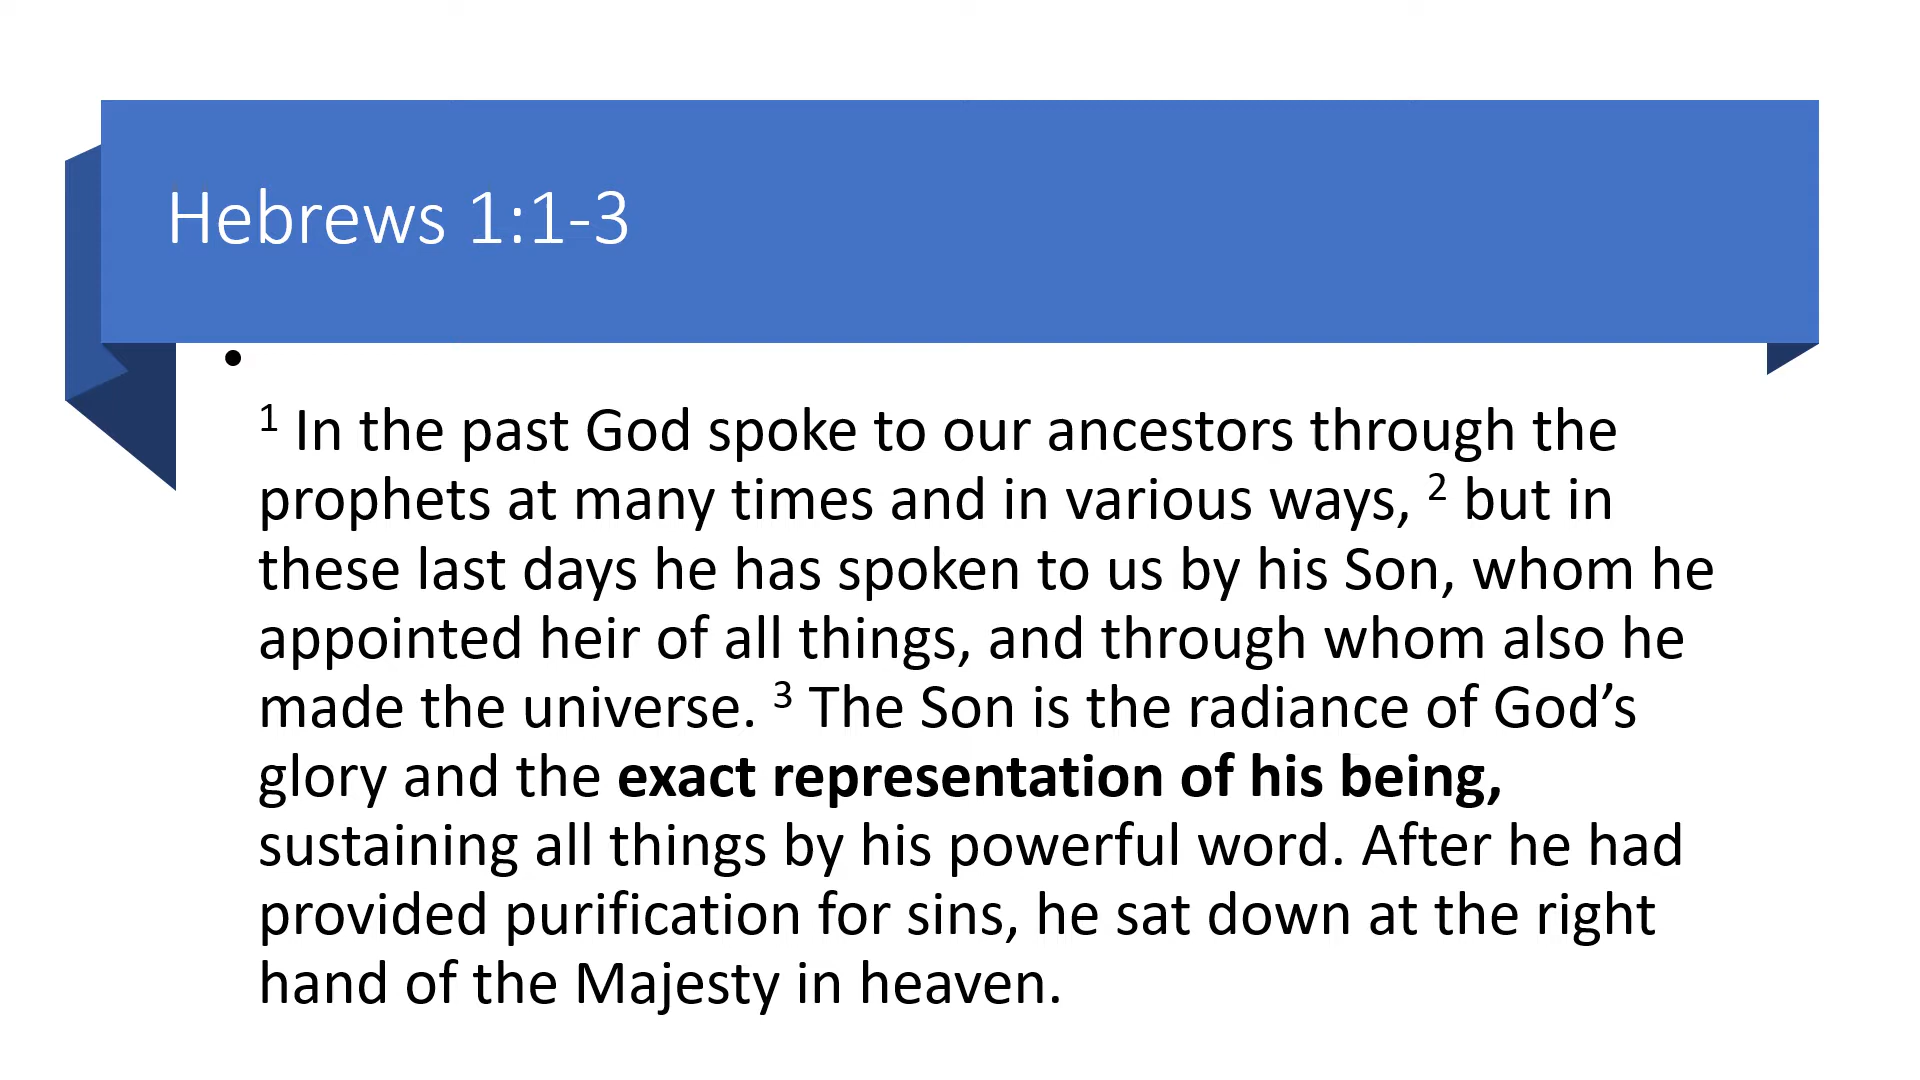 Hebrews 1:1-3
•
1 In the past God spoke to our ancestors through the
prophets at many times and in various ways, 2 but in
these last days he has spoken to us by his Son, whom he
appointed heir of all things, and through whom also he
made the universe. 3 The Son is the radiance of God’s
glory and the exact representation of his being,
sustaining all things by his powerful word. After he had
provided purification for sins, he sat down at the right
hand of the Majesty in heaven.